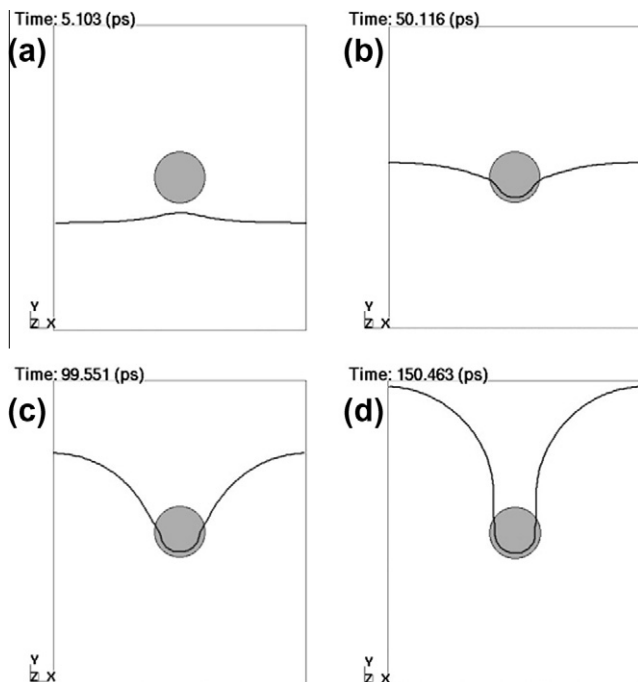 Time: 5.103 (ps)
(a)
Y
Z X
Time: 50.116 (ps)
(b)
Y
Z X
Time: 99.551 (ps)
(c)
Y
Z X
Time: 150.463 (ps)
(d)
Y
Z X